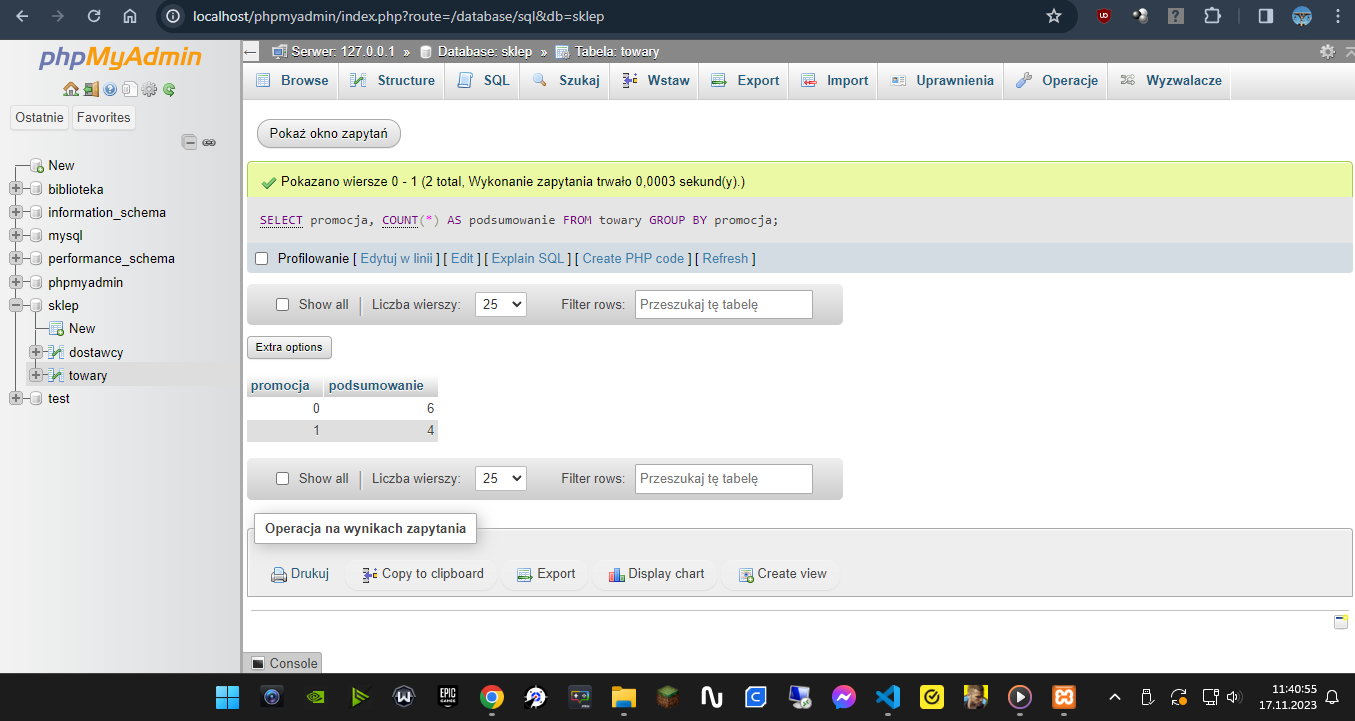 localhost/phpmyadmin/index.php?route=/database/sql&db=sklep
phpMyAdmin
Ostatnie Favorites
New
biblioteka
information_schema
mysql
performance_schema
phpmyadmin
sklep
New
dostawcy
towary
test
Serwer: 127.0.0.1 » Database: sklep » Tabela: towary
Browse Structure SQL Szukaj Wstaw Export Import Uprawnienia Operacje Wyzwalacze
Pokaż okno zapytań
Pokazano wiersze 0 - 1 (2 total, Wykonanie zapytania trwało 0,0003 sekund(y).)
SELECT promocja, COUNT(*) AS podsumowanie FROM towary GROUP BY promocja;
Profilowanie [ Edytuj w linii ] [ Edit ] [ Explain SQL ] [ Create PHP code ] [ Refresh ]
Show all | Liczba wierszy: 25 Filter rows: Przeszukaj tę tabelę
Extra options
promocja podsumowanie
0 6
1 4
Show all | Liczba wierszy: 25 Filter rows: Przeszukaj tę tabelę
Operacja na wynikach zapytania
Drukuj Copy to clipboard Export Display chart Create view
Console
EPIC GAMES
11:40:55
17.11.2023